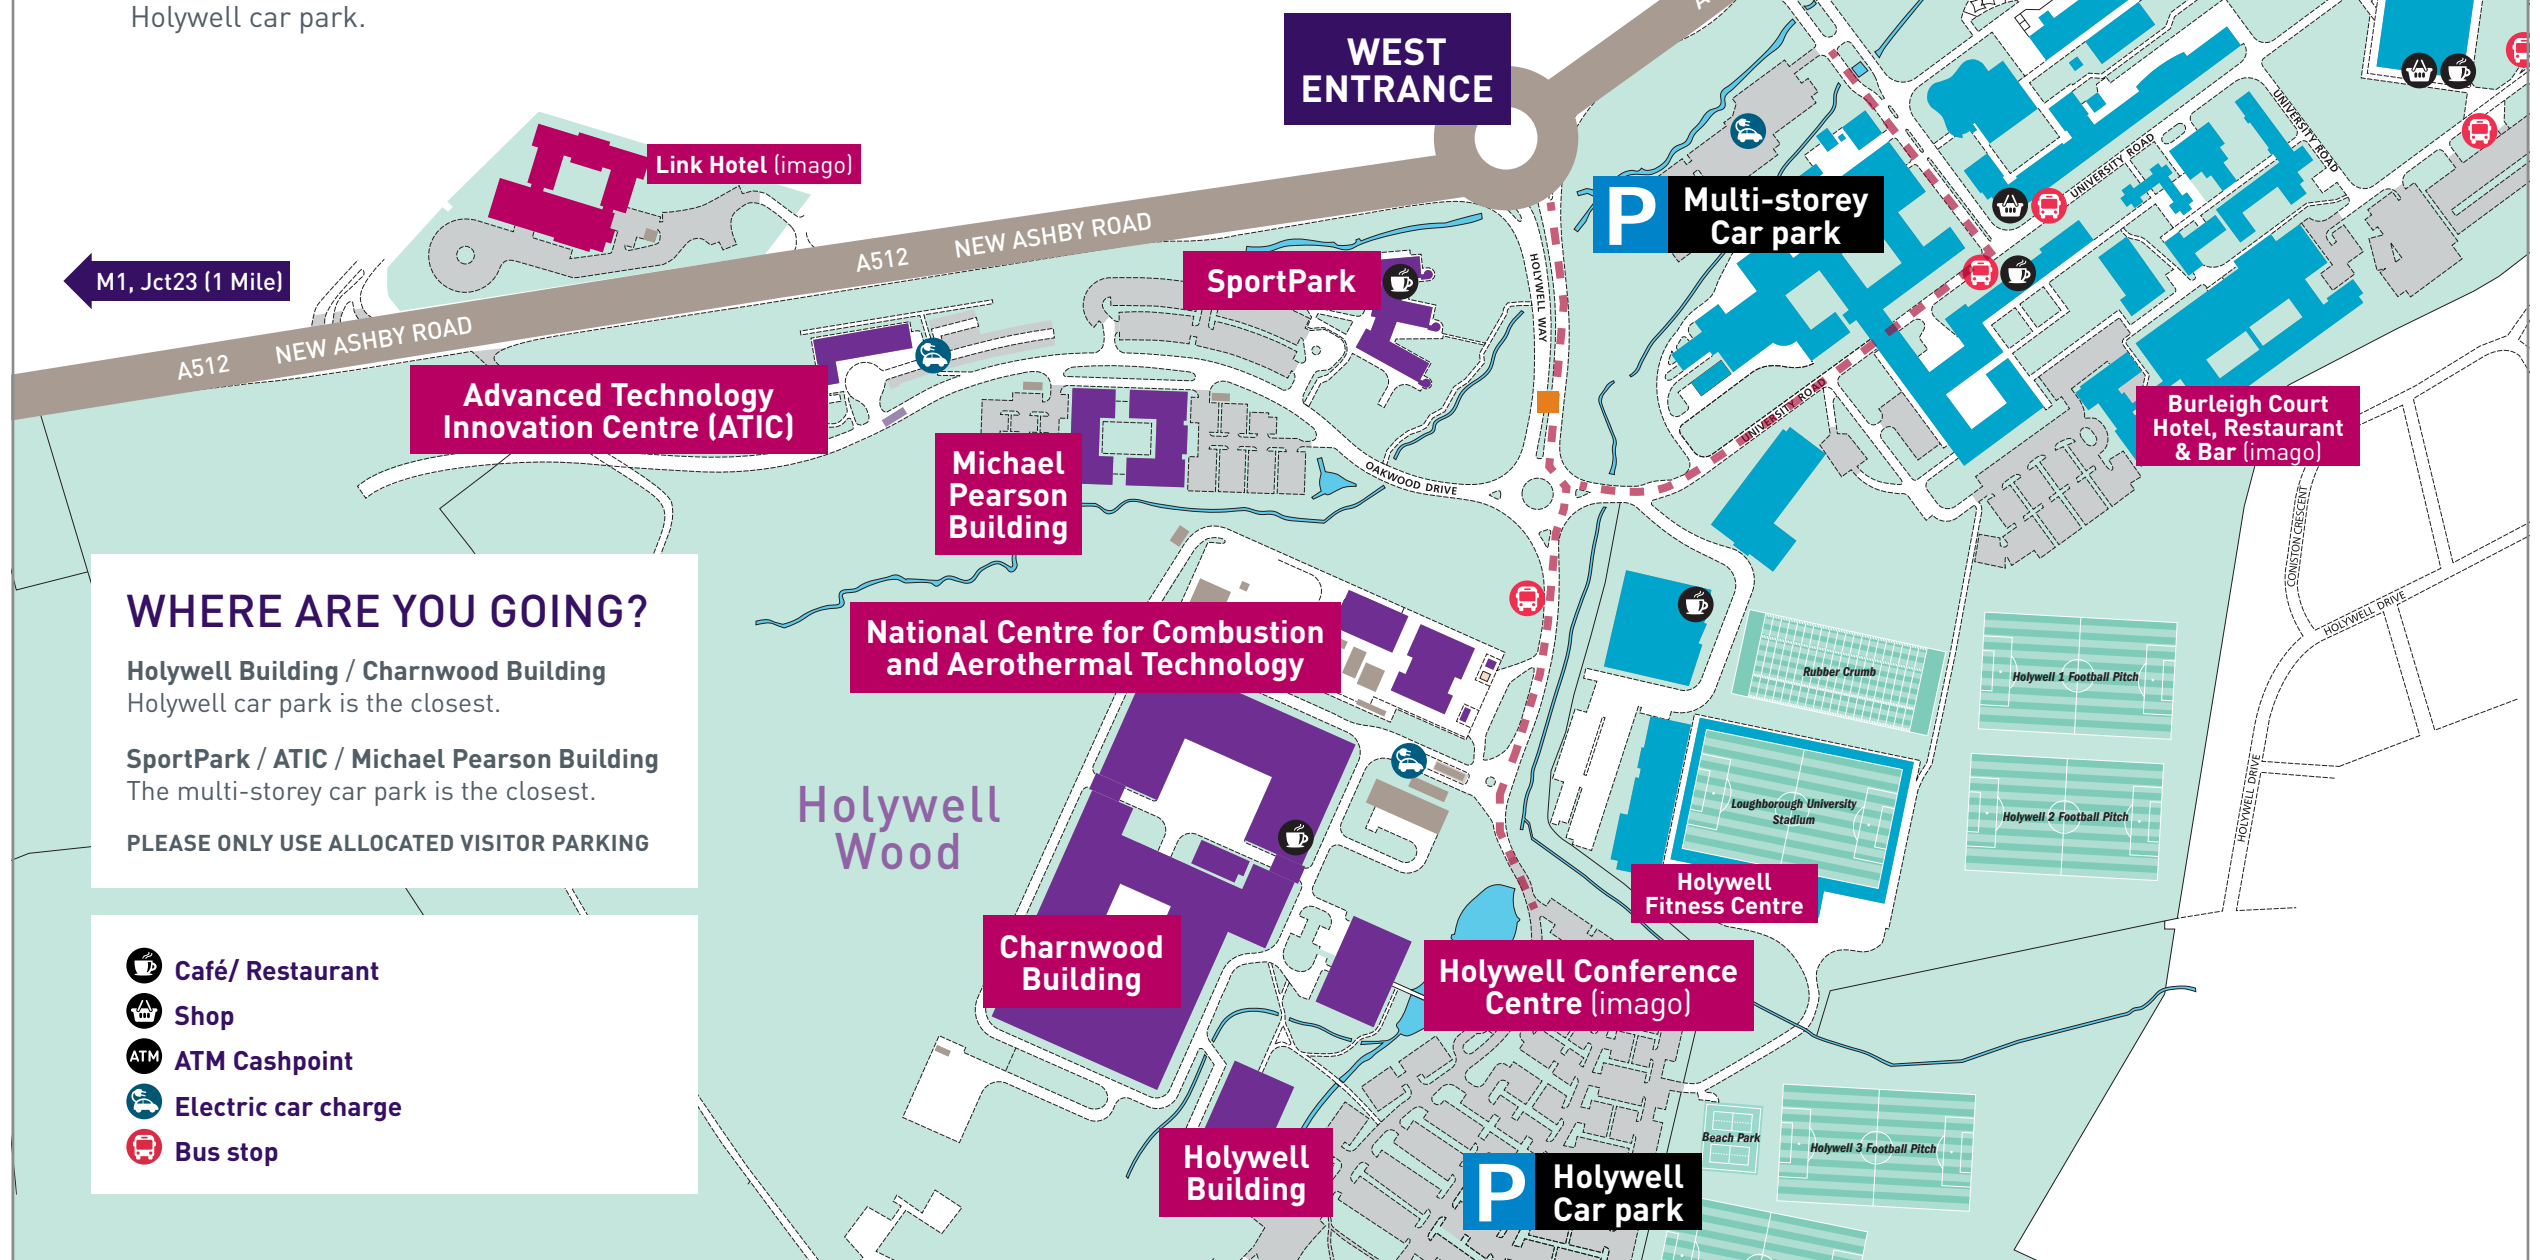 Holywell car park.
WEST
ENTRANCE
Link Hotel (imago)
M1, Jct23 (1 Mile)
A512
NEW ASHBY ROAD
A512
NEW ASHBY ROAD
HOLYWELL WAY
SportPark
P
Multi-storey
Car park
UNIVERSITY ROAD
UNIVERSITY ROAD
UNIVERSITY ROAD
Advanced Technology
Innovation Centre (ATIC)
Michael
Pearson
Building
OAKWOOD DRIVE
Burleigh Court
Hotel, Restaurant
& Bar (imago)
CONISTON CRESCENT
HOLYWELL DRIVE
HOLYWELL DRIVE
National Centre for Combustion
and Aerothermal Technology
Rubber Crumb
Holywell 1 Football Pitch
Loughborough University
Stadium
Holywell 2 Football Pitch
Holywell
Wood
Holywell
Fitness Centre
Charnwood
Building
Holywell Conference
Centre (imago)
Holywell
Building
P
Holywell
Car park
Beach Park
Holywell 3 Football Pitch
WHERE ARE YOU GOING?
Holywell Building / Charnwood Building
Holywell car park is the closest.
SportPark / ATIC / Michael Pearson Building
The multi-storey car park is the closest.
PLEASE ONLY USE ALLOCATED VISITOR PARKING
Café/ Restaurant
Shop
ATM
ATM Cashpoint
Electric car charge
Bus stop